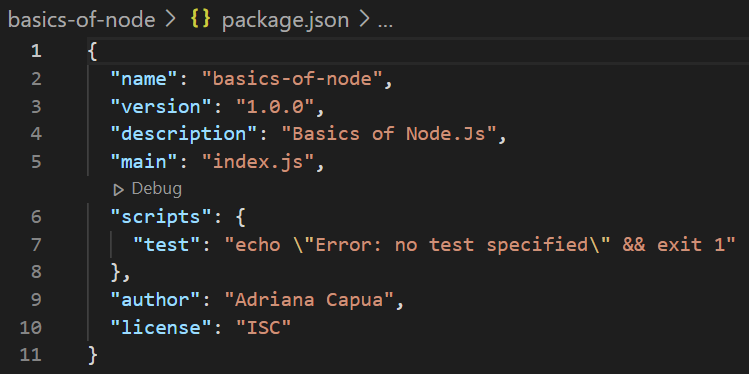 basics-of-node > {} package.json > ...
1 {
2 "name": "basics-of-node",
3 "version": "1.0.0",
4 "description": "Basics of Node.Js",
5 "main": "index.js",
Debug
6 "scripts": {
7 "test": "echo \"Error: no test specified\" && exit 1"
8 },
9 "author": "Adriana Capua",
10 "license": "ISC"
11 }